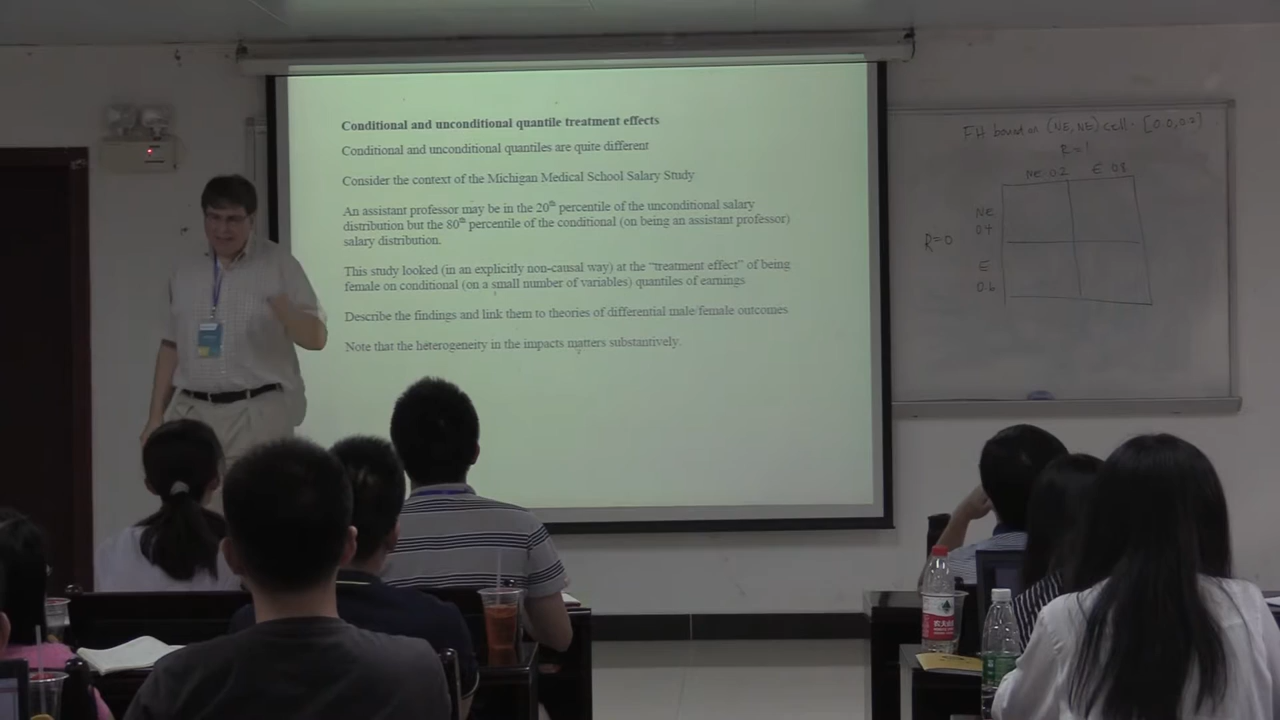 Conditional and unconditional quantile treatment effects
Conditional and unconditional quantiles are quite different
Consider the context of the Michigan Medical School Salary Study
An assistant professor may be in the 20th percentile of the unconditional salary
distribution but the 80th percentile of the conditional (on being an assistant professor)
salary distribution.
This study looked (in an explicitly non-causal way) at the "treatment effect" of being
female on conditional (on a small number of variables) quantiles of earnings
Describe the findings and link them to theories of differential male/female outcomes
Note that the heterogeneity in the impacts matters substantively.
FH based on (NE, NE) cell - [0.0, 0.2]
R=1
NE 0.2 E 0.8
NE
0.4
R=0
E
0.6
农夫山泉